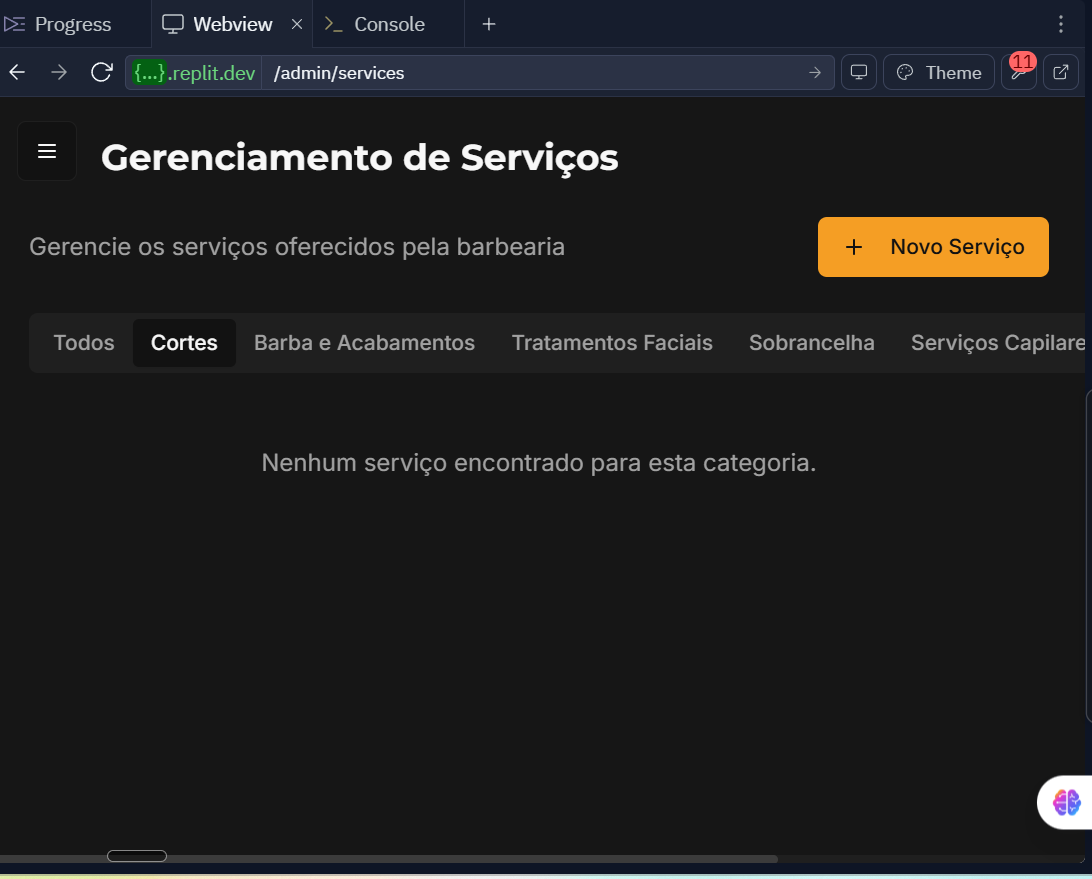 Progress Webview Console
{...}.replit.dev /admin/services Theme 11
Gerenciamento de Serviços
Gerencie os serviços oferecidos pela barbearia + Novo Serviço
Todos Cortes Barba e Acabamentos Tratamentos Faciais Sobrancelha Serviços Capilare
Nenhum serviço encontrado para esta categoria.